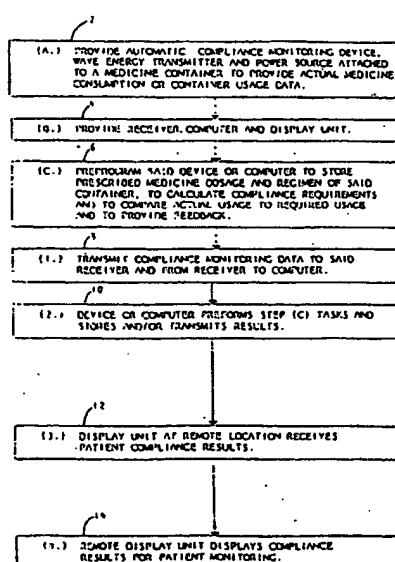 2
(A.) PROVIDE AUTOMATIC COMPLIANCE MONITORING DEVICE,
WAVE ENERGY TRANSMITTER AND POWER SOURCE ATTACHED
TO A MEDICINE CONTAINER TO PROVIDE ACTUAL MEDICINE
CONSUMPTION OR CONTAINER USAGE DATA.
(B.) PROVIDE RECEIVER, COMPUTER AND DISPLAY UNIT.
6
(C.) PREPROGRAM SAID DEVICE OR COMPUTER TO STORE
PRESCRIBED MEDICINE DOSAGE AND REGIMEN OF SAID
CONTAINER, TO CALCULATE COMPLIANCE REQUIREMENTS
AND TO COMPARE ACTUAL USAGE TO REQUIRED USAGE
AND TO PROVIDE FEEDBACK.
(1.) TRANSMIT COMPLIANCE MONITORING DATA TO SAID
RECEIVER AND FROM RECEIVER TO COMPUTER.
10
(2.) DEVICE OR COMPUTER PREFORMS STEP (C) TASKS AND
STORES AND/OR TRANSMITS RESULTS.
12
(3.) DISPLAY UNIT AT REMOTE LOCATION RECEIVES
PATIENT COMPLIANCE RESULTS.
14
(4.) REMOTE DISPLAY UNIT DISPLAYS COMPLIANCE
RESULTS FOR PATIENT MONITORING.